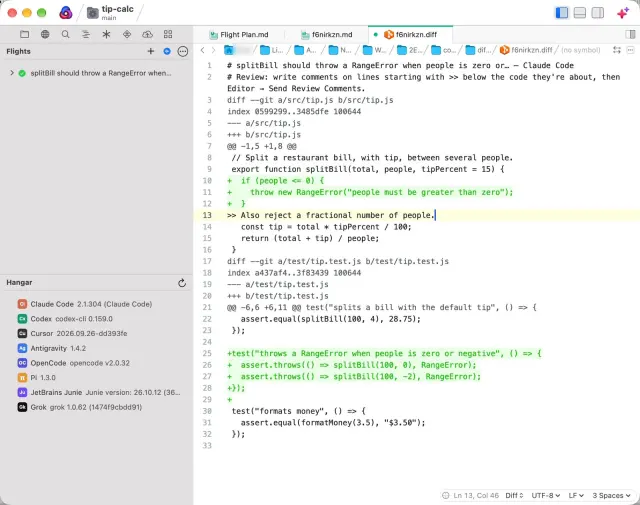 tip-calc
main
Flight Plan.md
f6nirkzn.md
f6nirkzn.diff
Flights
Li…
A…
N…
W…
2E…
co…
dif…
f6nirkzn.diff
(no symbol)
splitBill should throw a RangeError when…
1 # splitBill should throw a RangeError when people is zero or… — Claude Code
2 # Review: write comments on lines starting with >> below the code they're about, then
Editor → Send Review Comments.
3 diff --git a/src/tip.js b/src/tip.js
4 index 0599299..3485dfe 100644
5 --- a/src/tip.js
6 +++ b/src/tip.js
7 @@ -1,5 +1,8 @@
8 // Split a restaurant bill, with tip, between several people.
9 export function splitBill(total, people, tipPercent = 15) {
10 + if (people <= 0) {
11 + throw new RangeError("people must be greater than zero");
12 + }
13 >> Also reject a fractional number of people.
14 const tip = total * tipPercent / 100;
15 return (total + tip) / people;
16 }
17 diff --git a/test/tip.test.js b/test/tip.test.js
18 index a437af4..3f83439 100644
19 --- a/test/tip.test.js
20 +++ b/test/tip.test.js
21 @@ -6,6 +6,11 @@ test("splits a bill with the default tip", () => {
22 assert.equal(splitBill(100, 4), 28.75);
23 });
24
25 +test("throws a RangeError when people is zero or negative", () => {
26 + assert.throws(() => splitBill(100, 0), RangeError);
27 + assert.throws(() => splitBill(100, -2), RangeError);
28 +});
29 +
30 test("formats money", () => {
31 assert.equal(formatMoney(3.5), "$3.50");
32 });
33
Hangar
Claude Code 2.1.304 (Claude Code)
Codex codex-cli 0.159.0
Cursor 2026.09.26-dd393fe
Antigravity 1.4.2
OpenCode opencode v2.0.32
Pi 1.3.0
JetBrains Junie Junie version: 26.10.12 (36…
Grok grok 1.0.62 (1474f9cbdd91)
Ln 13, Col 46
Diff
UTF-8
LF
3 Spaces